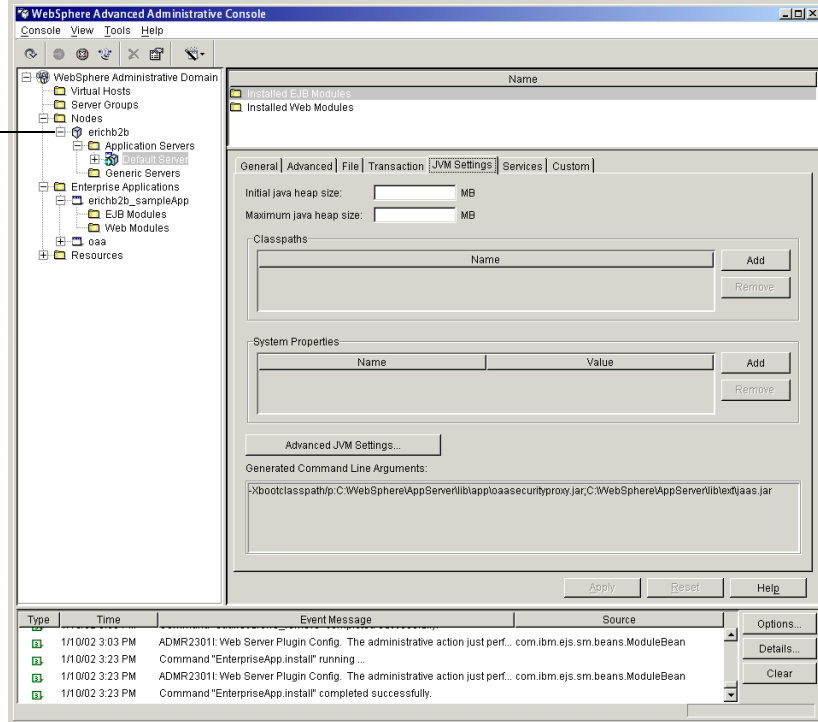 WebSphere Advanced Administrative Console
Console View Tools Help
WebSphere Administrative Domain
Virtual Hosts
Server Groups
Nodes
erichb2b
Application Servers
Default Server
Generic Servers
Enterprise Applications
erichb2b_sampleApp
EJB Modules
Web Modules
oaa
Resources
Name
Installed EJB Modules
Installed Web Modules
General Advanced File Transaction JVM Settings Services Custom
Initial java heap size: MB
Maximum java heap size: MB
Classpaths
Name
Add
Remove
System Properties
Name Value
Add
Remove
Advanced JVM Settings...
Generated Command Line Arguments:
-Xbootclasspath/p:C:\WebSphere\AppServer\lib\app\oaasecurityproxy.jar;C:\WebSphere\AppServer\lib\ext\jaas.jar
Apply Reset Help
Type Time Event Message Source
1/10/02 3:03 PM ADMR2301I: Web Server Plugin Config. The administrative action just perf... com.ibm.ejs.sm.beans.ModuleBean
1/10/02 3:23 PM Command "EnterpriseApp.install" running ...
1/10/02 3:23 PM ADMR2301I: Web Server Plugin Config. The administrative action just perf... com.ibm.ejs.sm.beans.ModuleBean
1/10/02 3:23 PM Command "EnterpriseApp.install" completed successfully.
Options...
Details...
Clear